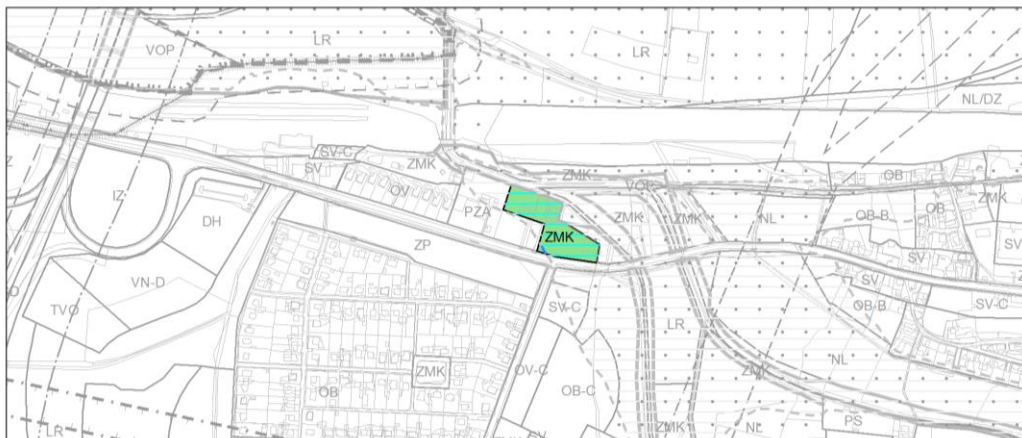 VOP
LR
LR
NL/DZ
SV-C
SV
ZMK
OV
ZMK
VOP
OB
ZMK
IZ
DH
PZA
ZMK
ZMK
ZMK
NL
OB-B
OB
SV
ZP
SV
VN-D
TVO
SV-C
OB-B
SV-C
LR
NL
ZMK
OB
OV-C
OB-C
ZMK
LR
ZMK
NL
PS